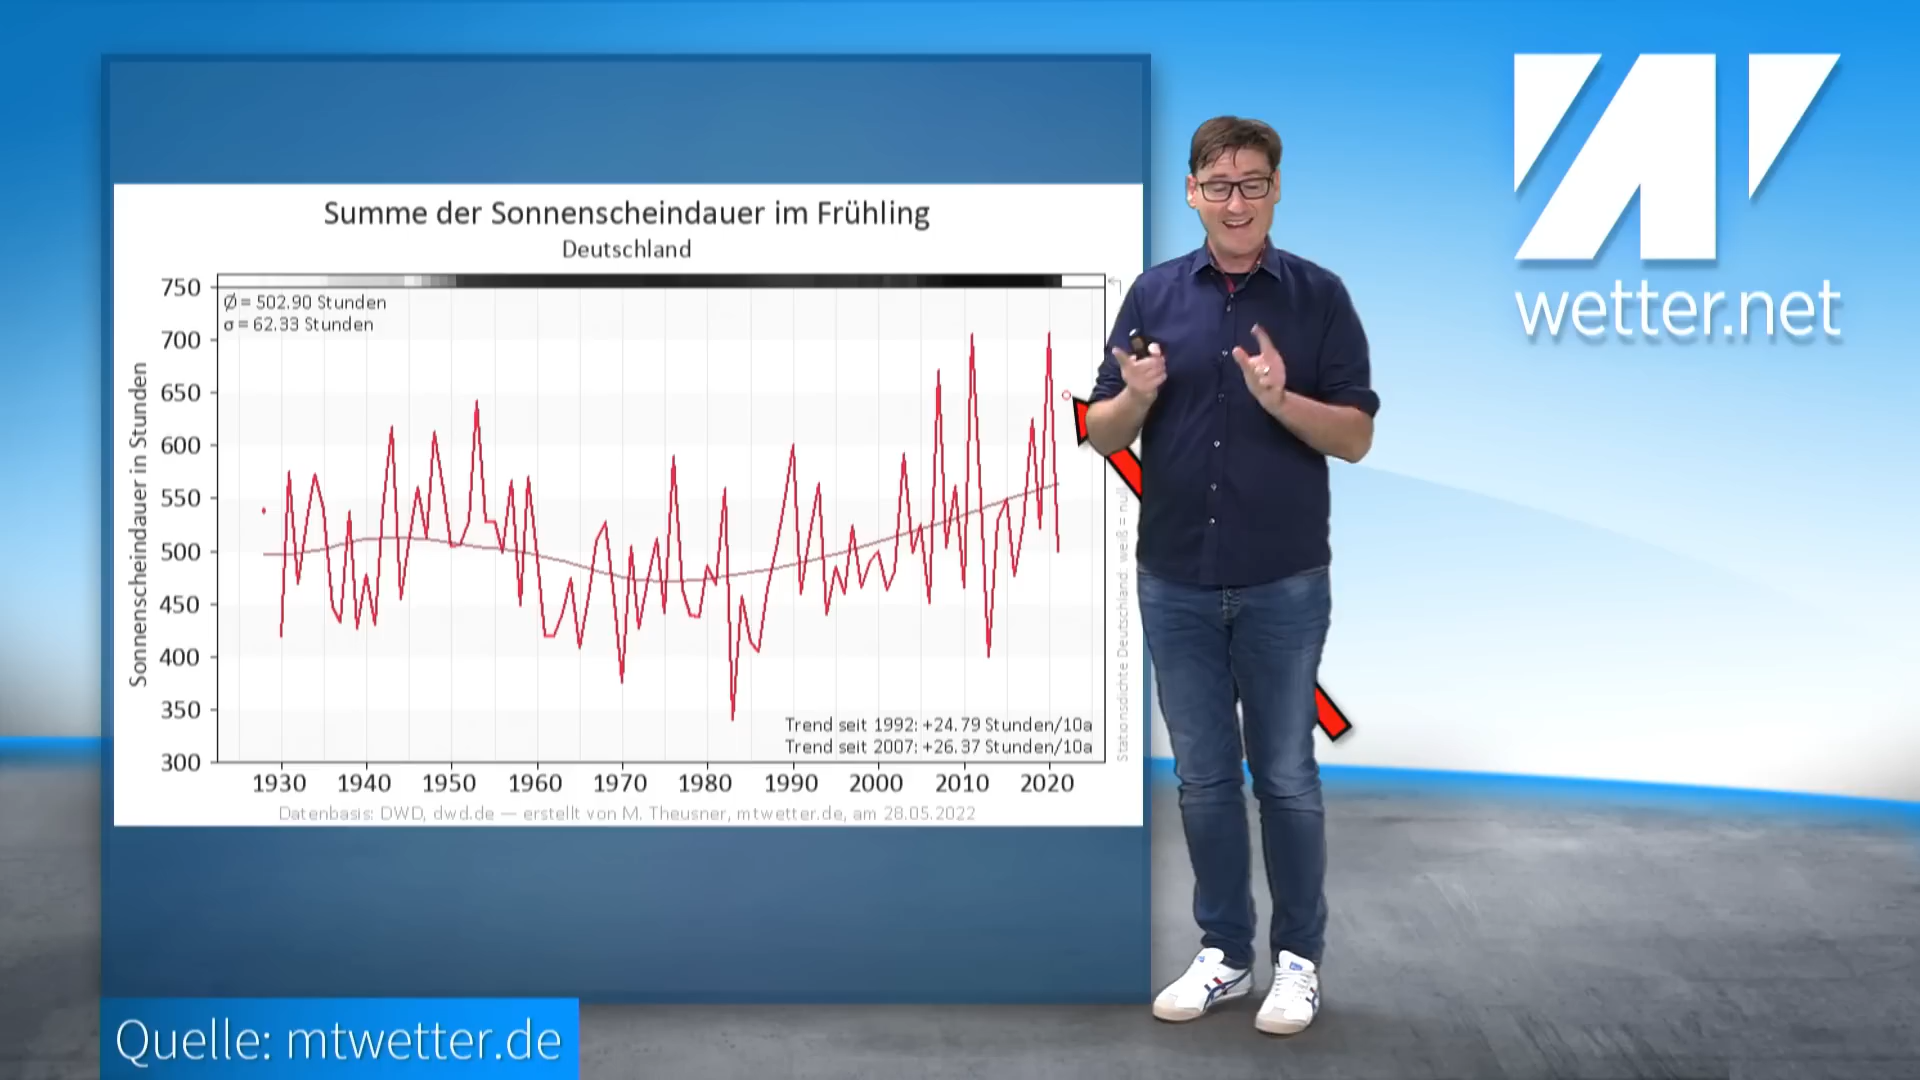 Summe der Sonnenscheindauer im Frühling
Deutschland
Sonnenscheindauer in Stunden
750
700
650
600
550
500
450
400
350
300
Ø = 502.90 Stunden
σ = 62.33 Stunden
Trend seit 1992: +24.79 Stunden/10a
Trend seit 2007: +26.37 Stunden/10a
1930 1940 1950 1960 1970 1980 1990 2000 2010 2020
Stationsdichte Deutschland: weiß = null
Datenbasis: DWD, dwd.de — erstellt von M. Theusner, mtwetter.de, am 28.05.2022
wetter.net
Quelle: mtwetter.de